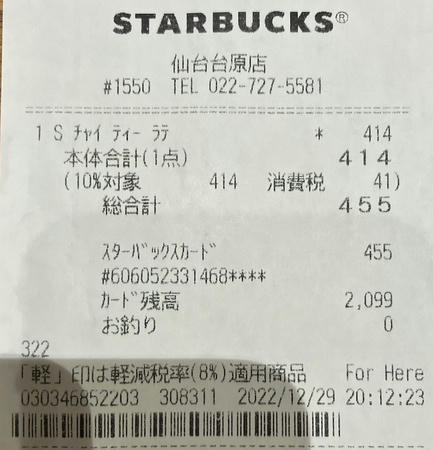 STARBUCKS®
仙台台原店
#1550 TEL 022-727-5581
1 S ﾁｬｲ ﾃｨｰ ﾗﾃ * 414
本体合計(1点) 414
(10%対象 414 消費税 41)
総合計 455
ｽﾀｰﾊﾞｯｸｽｶｰﾄﾞ 455
#606052331468****
ｶｰﾄﾞ残高 2,099
お釣り 0
322
「軽」印は軽減税率(8%)適用商品 For Here
030346852203 308311 2022/12/29 20:12:23